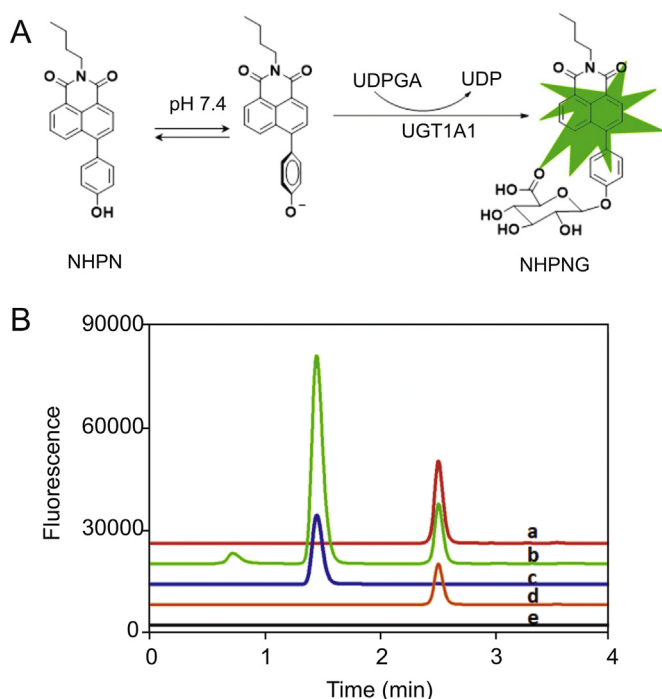 A
N
O
O
OH
NHPN
pH 7.4
N
O
O
O⁻
UDPGA
UDP
UGT1A1
N
O
O
O
HO
O
HO
HO
OH
O
NHPNG
B
90000
60000
30000
0
Fluorescence
a
b
c
d
e
0
1
2
3
4
Time (min)